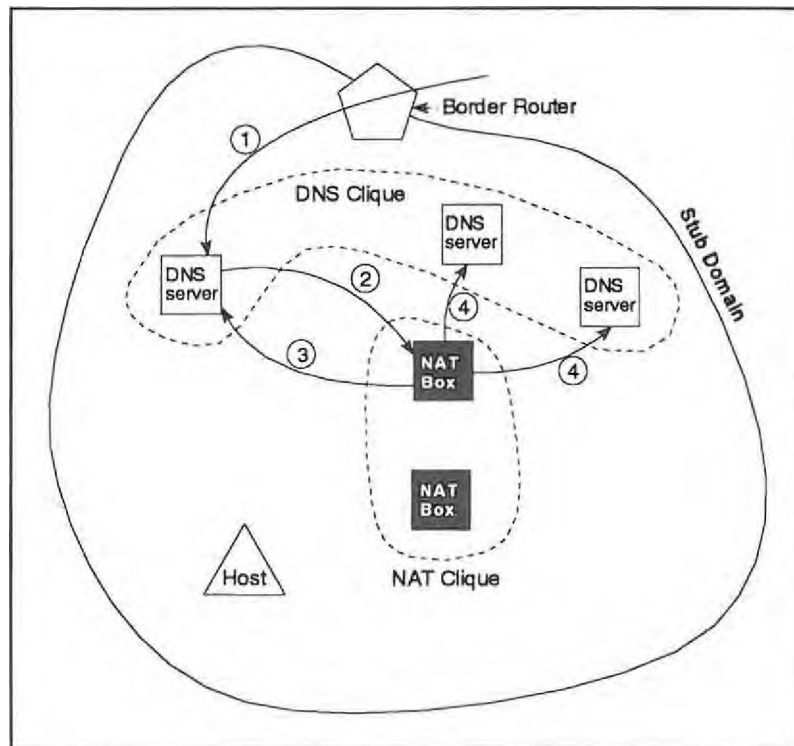 Border Router
1
DNS Clique
Stub Domain
DNS
server
DNS
server
DNS
server
2
4
3
4
NAT
Box
NAT
Box
Host
NAT Clique